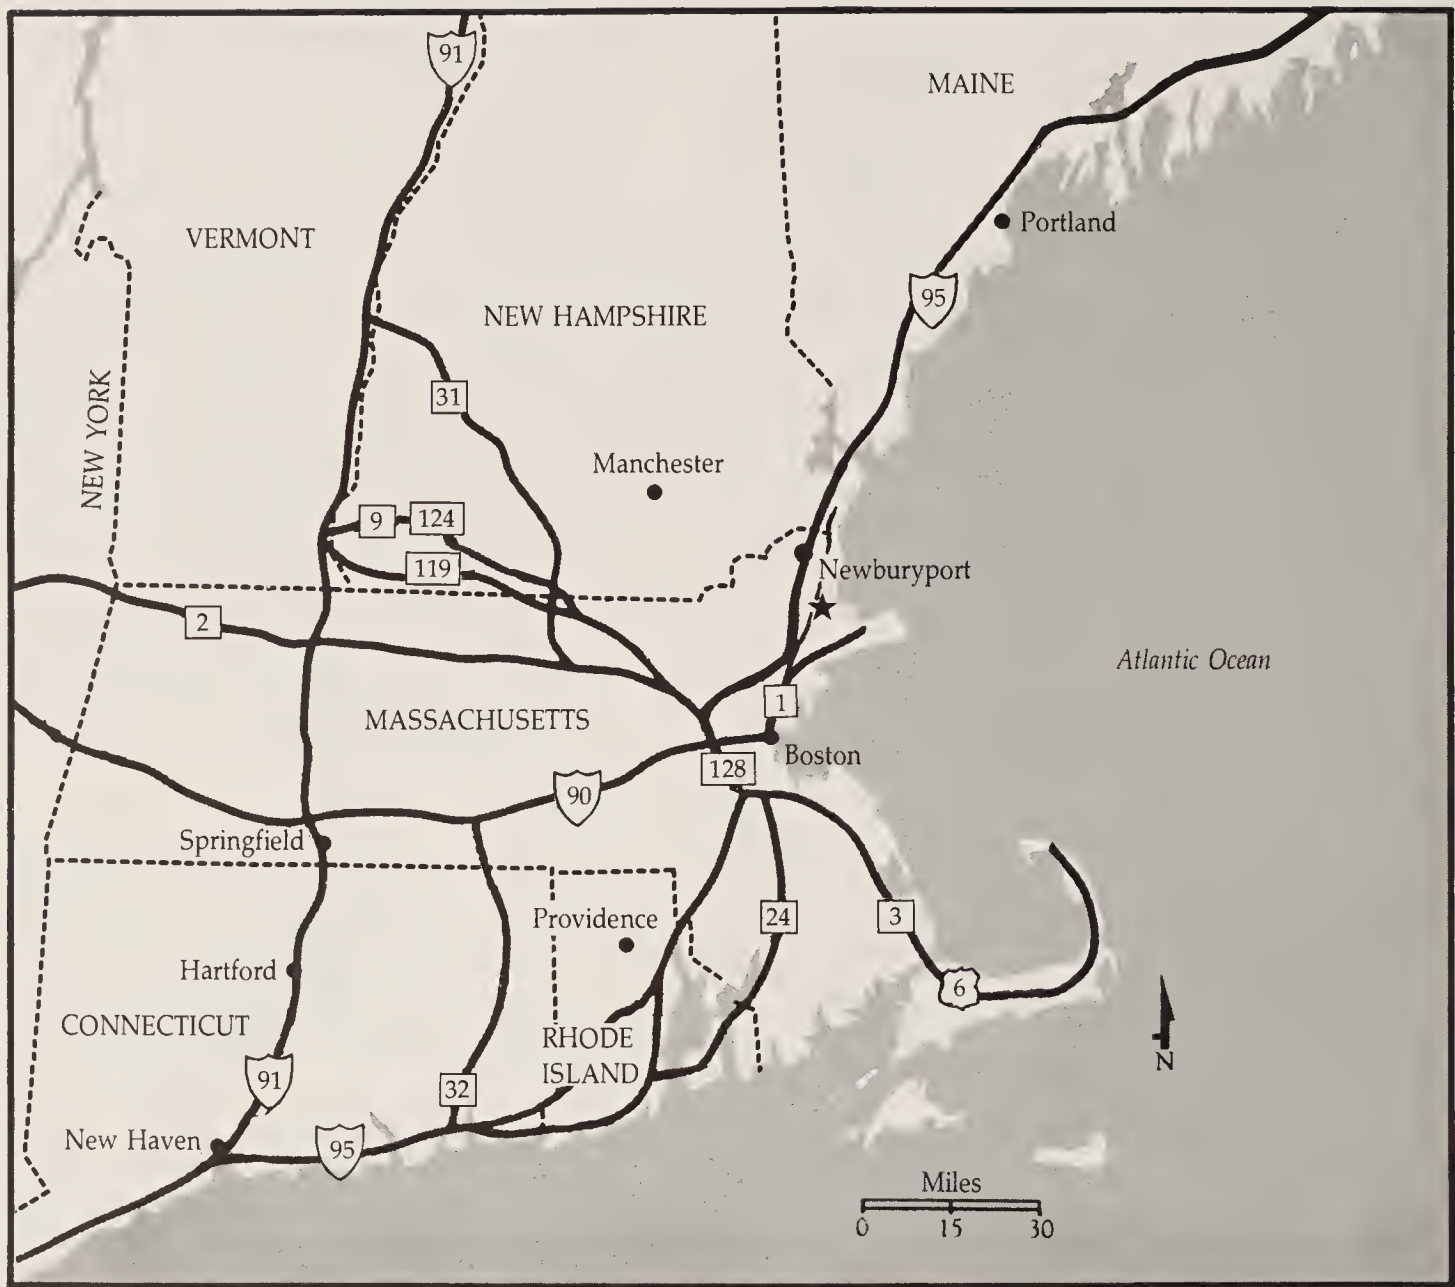 91
MAINE
Portland
VERMONT
95
NEW HAMPSHIRE
NEW YORK
31
Manchester
9
124
119
Newburyport
2
Atlantic Ocean
1
MASSACHUSETTS
Boston
128
90
Springfield
Providence
24
3
Hartford
6
CONNECTICUT
RHODE
ISLAND
N
91
32
New Haven
95
Miles
0 15 30